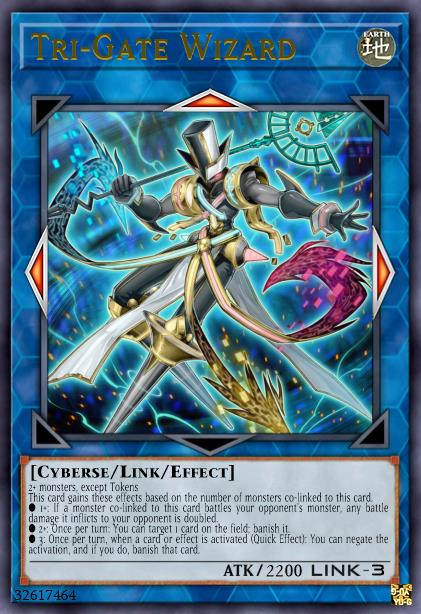 Tri-Gate Wizard
EARTH
地
[Cyberse/Link/Effect]
2+ monsters, except Tokens
This card gains these effects based on the number of monsters co-linked to this card.
● 1+: If a monster co-linked to this card battles your opponent's monster, any battle
damage it inflicts to your opponent is doubled.
● 2+: Once per turn: You can target 1 card on the field; banish it.
● 3: Once per turn, when a card or effect is activated (Quick Effect): You can negate the
activation, and if you do, banish that card.
ATK/2200 LINK-3
32617464